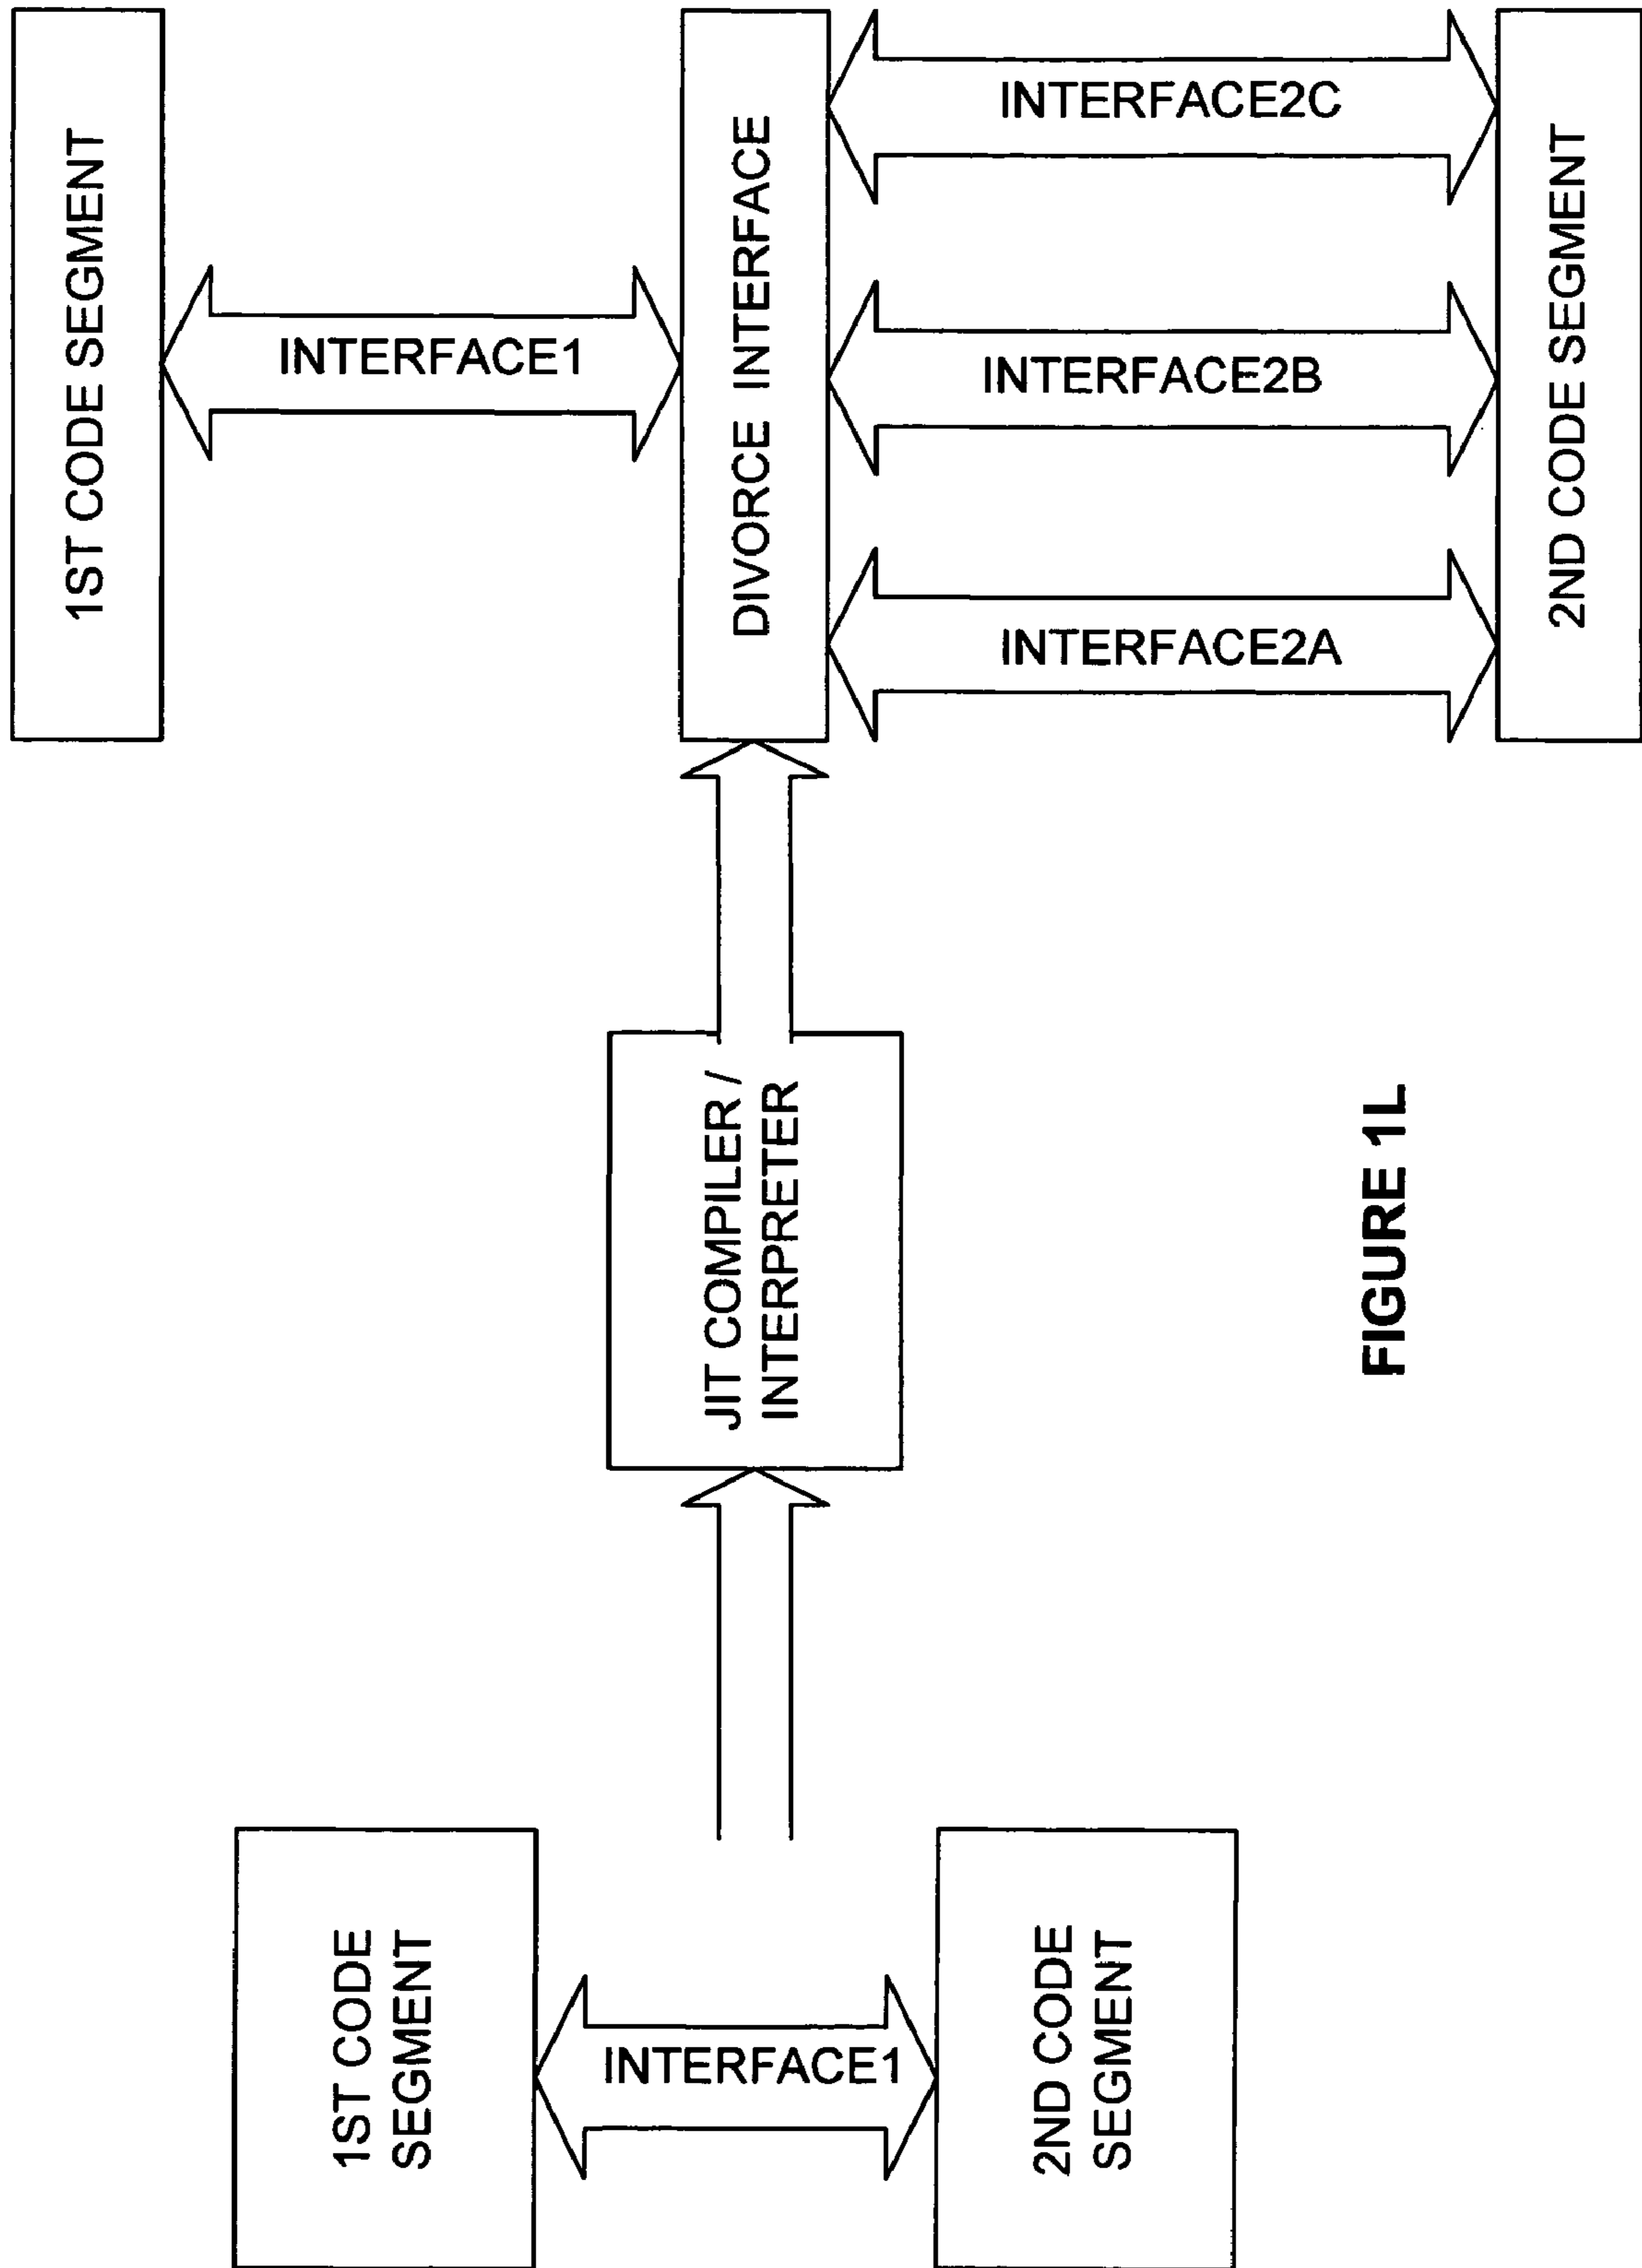 1ST CODE
SEGMENT
INTERFACE1
2ND CODE
SEGMENT
JIT COMPILER /
INTERPRETER
1ST CODE SEGMENT
INTERFACE1
DIVORCE INTERFACE
INTERFACE2A
INTERFACE2B
INTERFACE2C
2ND CODE SEGMENT
FIGURE 1L